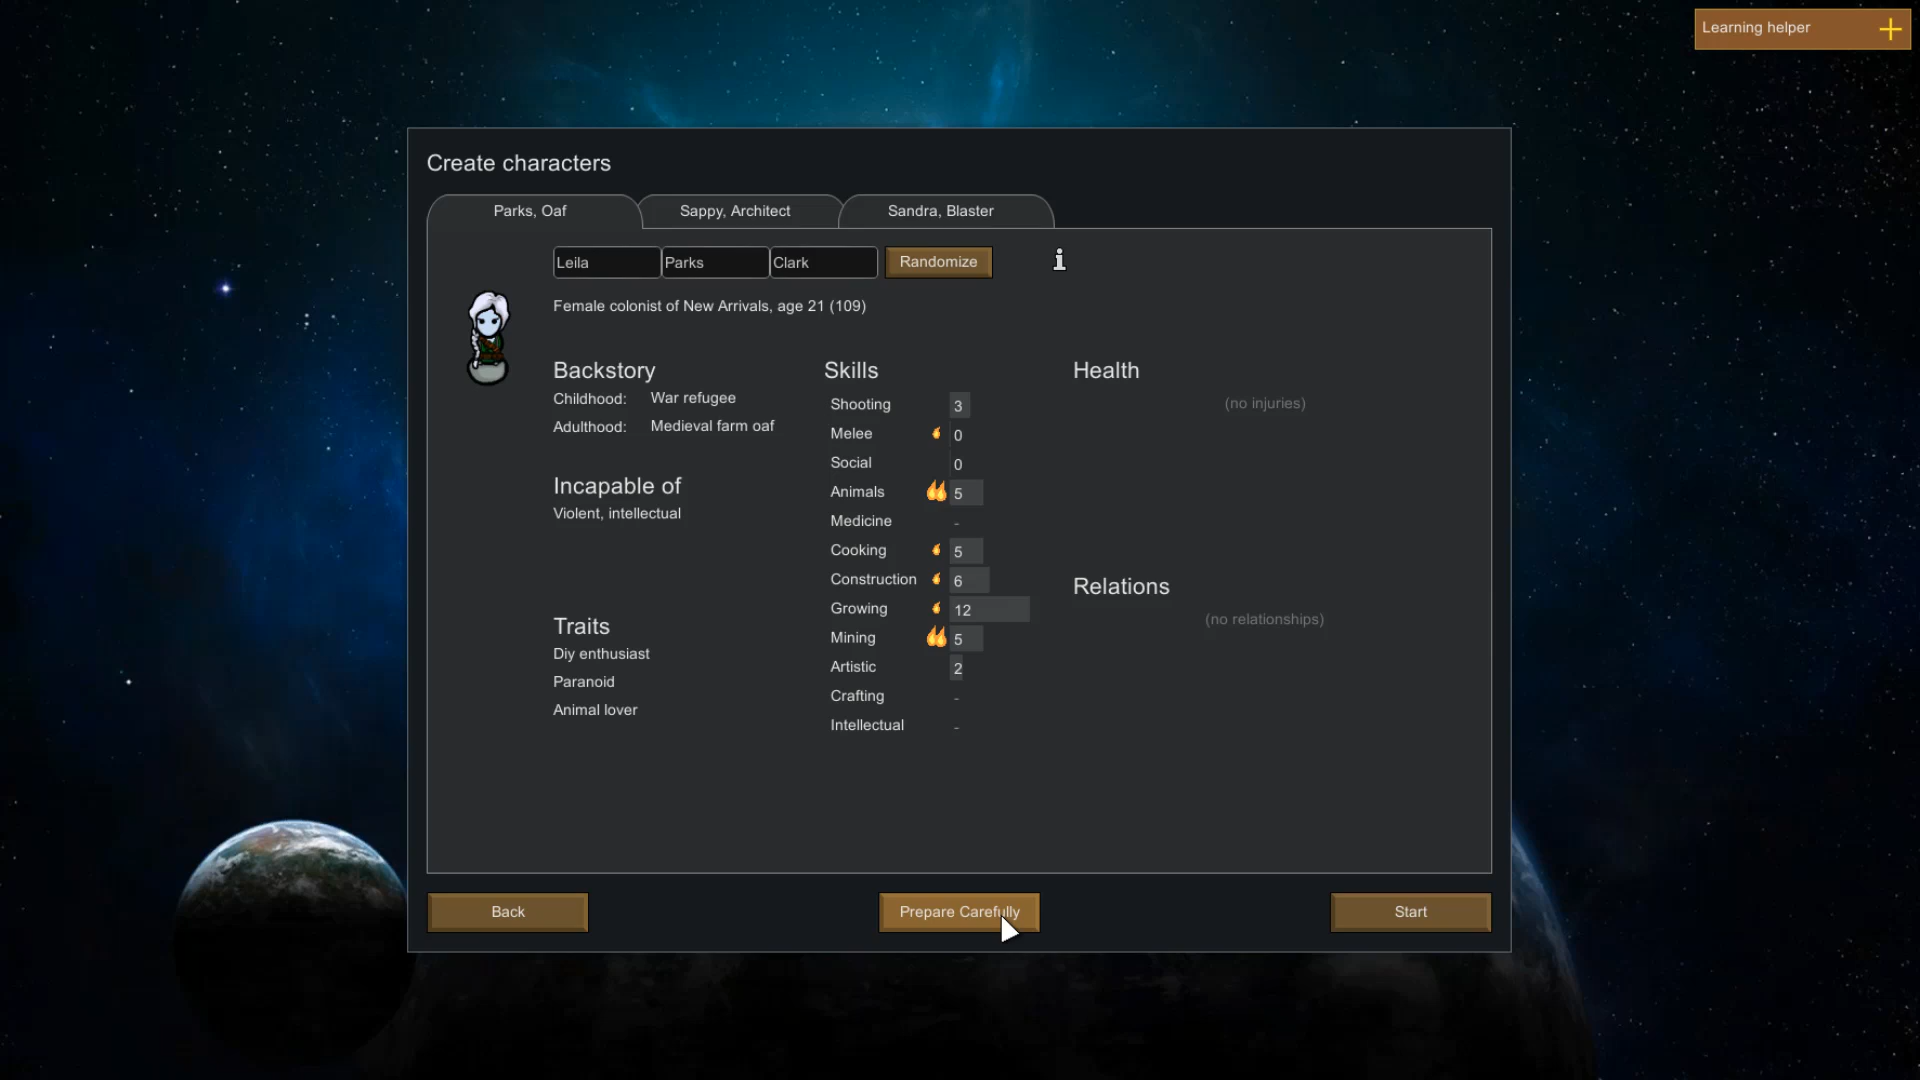 Learning helper
Create characters
Parks, Oaf
Sappy, Architect
Sandra, Blaster
Leila
Parks
Clark
Randomize
Female colonist of New Arrivals, age 21 (109)
Backstory
Childhood: War refugee
Adulthood: Medieval farm oaf
Incapable of
Violent, intellectual
Traits
Diy enthusiast
Paranoid
Animal lover
Skills
Shooting 3
Melee 0
Social 0
Animals 5
Medicine -
Cooking 5
Construction 6
Growing 12
Mining 5
Artistic 2
Crafting -
Intellectual -
Health
(no injuries)
Relations
(no relationships)
Back
Prepare Carefully
Start